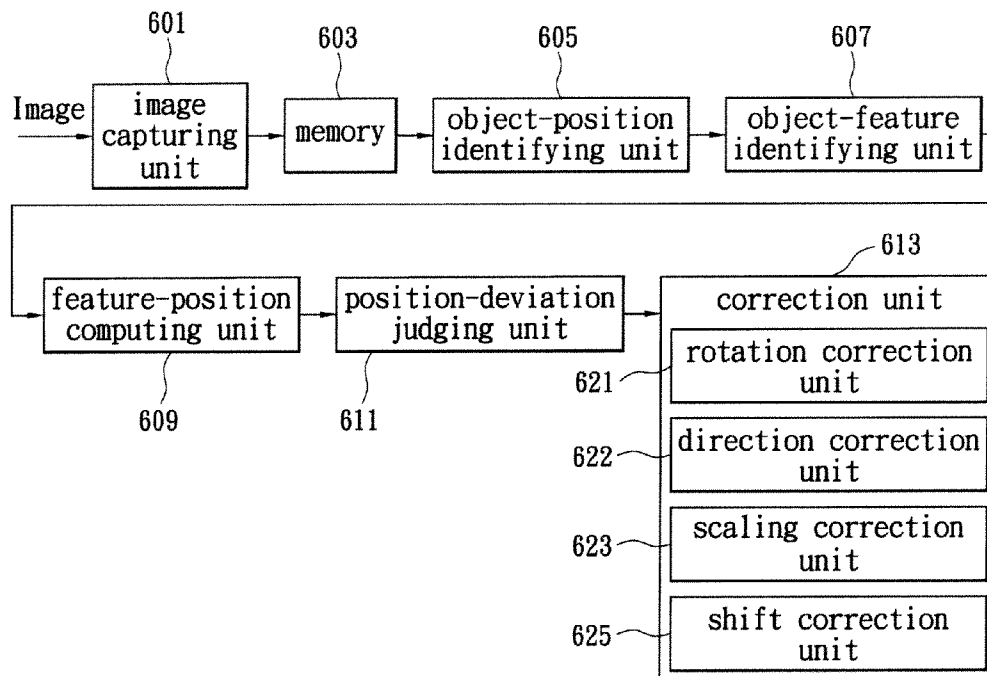 601
603
605
607
Image
image
capturing
unit
memory
object-position
identifying unit
object-feature
identifying unit
613
feature-position
computing unit
position-deviation
judging unit
correction unit
609
611
621
rotation correction
unit
622
direction correction
unit
623
scaling correction
unit
625
shift correction
unit